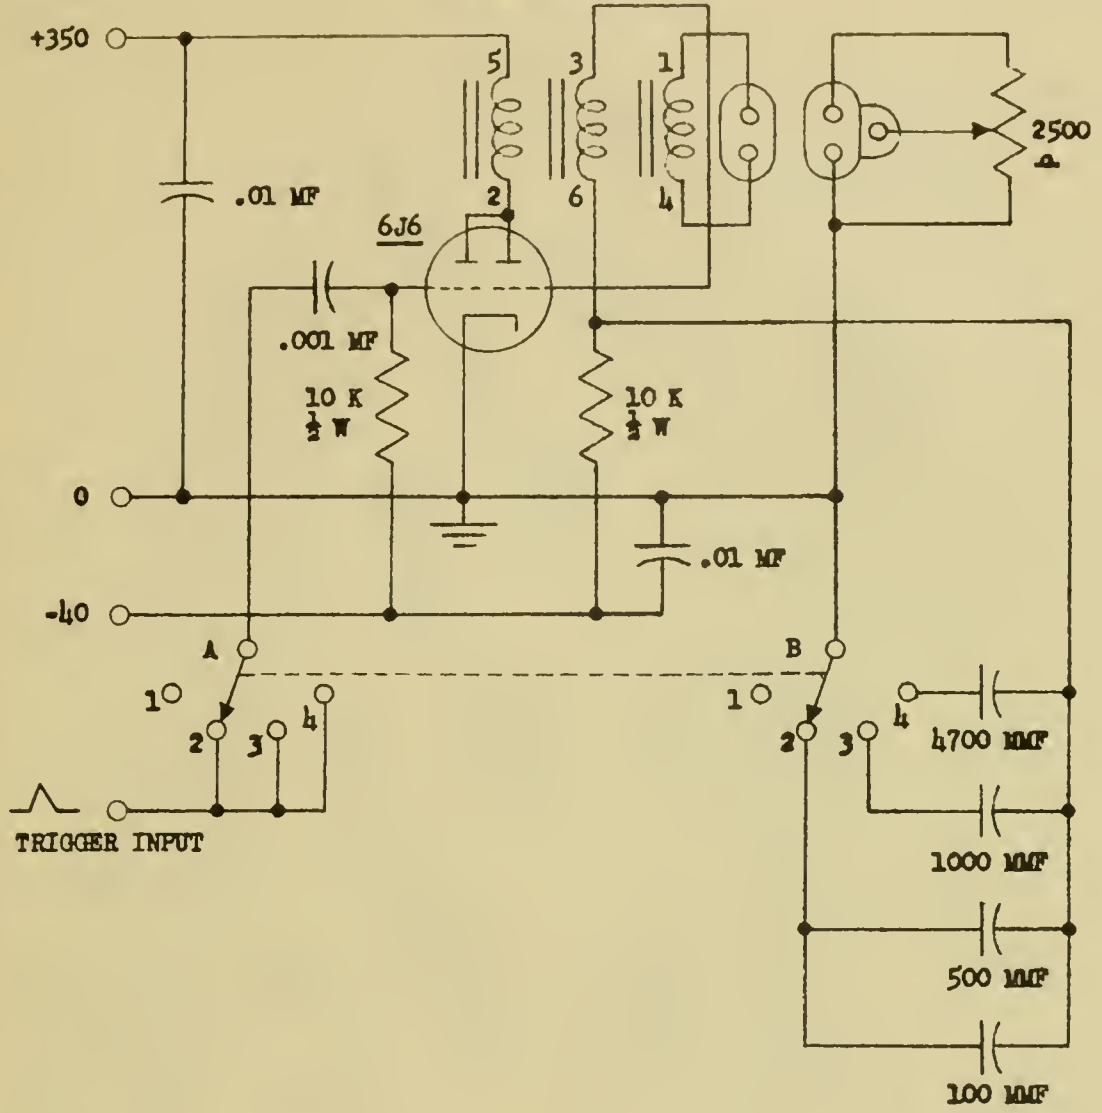 +350
5
3
1
2
6
4
.01 MF
2500
Ω
6J6
.001 MF
10 K
½ W
10 K
½ W
0
.01 MF
-40
A
B
1
2
3
4
1
2
3
4
4700 MMF
TRIGGER INPUT
1000 MMF
500 MMF
100 MMF